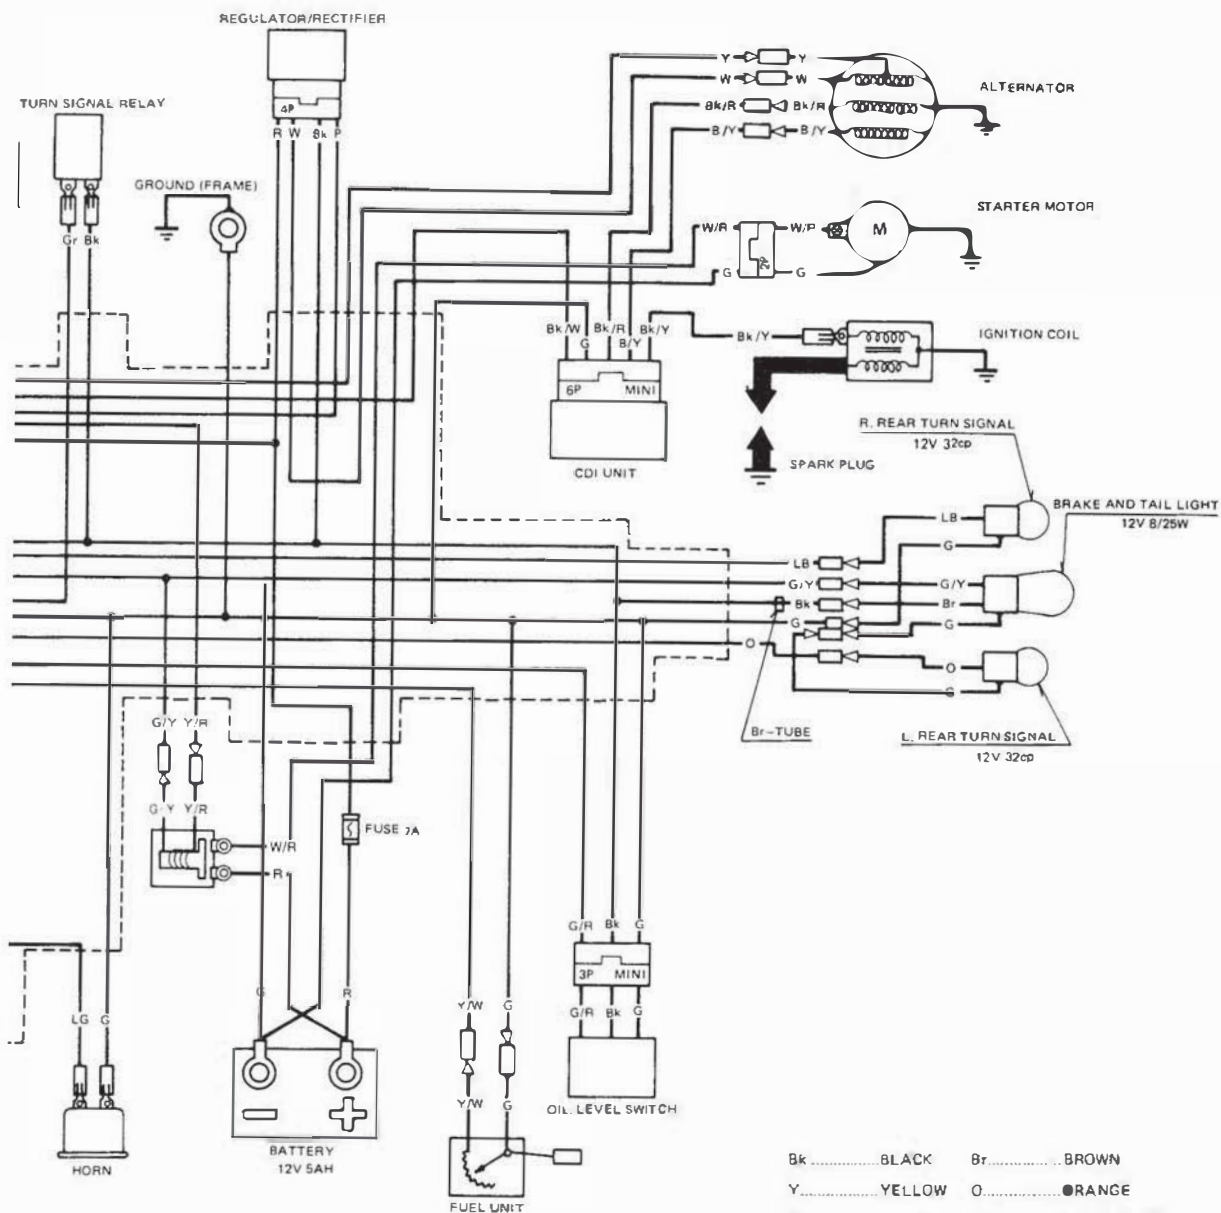 REGULATOR/RECTIFIER
4P
R W Bk P
TURN SIGNAL RELAY
Gr Bk
GROUND (FRAME)
Y Y
W W
Bk/R Bk/R
B/Y B/Y
ALTERNATOR
W/R W/R
M
2P
G G
STARTER MOTOR
Bk/W Bk/R Bk/Y
G B/Y
Bk/Y
IGNITION COIL
6P MINI
CDI UNIT
SPARK PLUG
R. REAR TURN SIGNAL
12V 32cp
BRAKE AND TAIL LIGHT
12V 8/25W
LB
G
LB
G/Y G/Y
Bk Br
G G
O
O
G
Br-TUBE
L. REAR TURN SIGNAL
12V 32cp
G/Y Y/R
G-Y Y/R
W/R
R
FUSE 7A
G R
BATTERY
12V 5AH
LG G
HORN
Y/W G
Y/W G
FUEL UNIT
G/R Bk G
3P MINI
G/R Bk G
OIL LEVEL SWITCH
Bk............BLACK Br............BROWN
Y............YELLOW O............ORANGE